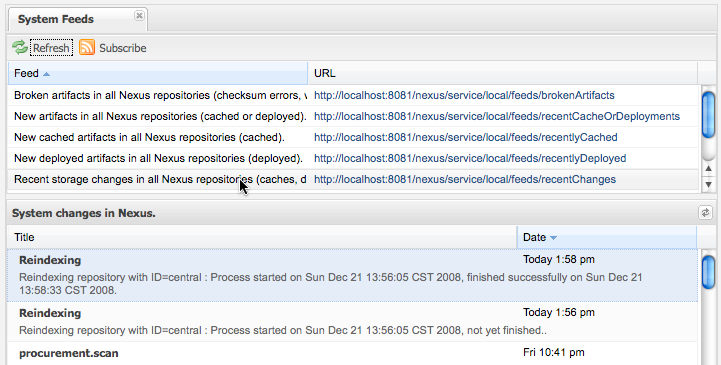 System Feeds
Refresh Subscribe
Feed URL
Broken artifacts in all Nexus repositories (checksum errors, http://localhost:8081/nexus/service/local/feeds/brokenArtifacts
New artifacts in all Nexus repositories (cached or deployed). http://localhost:8081/nexus/service/local/feeds/recentCacheOrDeployments
New cached artifacts in all Nexus repositories (cached). http://localhost:8081/nexus/service/local/feeds/recentlyCached
New deployed artifacts in all Nexus repositories (deployed). http://localhost:8081/nexus/service/local/feeds/recentlyDeployed
Recent storage changes in all Nexus repositories (caches, d http://localhost:8081/nexus/service/local/feeds/recentChanges
System changes in Nexus.
Title Date
Reindexing Today 1:58 pm
Reindexing repository with ID=central : Process started on Sun Dec 21 13:56:05 CST 2008, finished successfully on Sun Dec 21
13:58:33 CST 2008.
Reindexing Today 1:56 pm
Reindexing repository with ID=central : Process started on Sun Dec 21 13:56:05 CST 2008, not yet finished..
procurement.scan Fri 10:41 pm